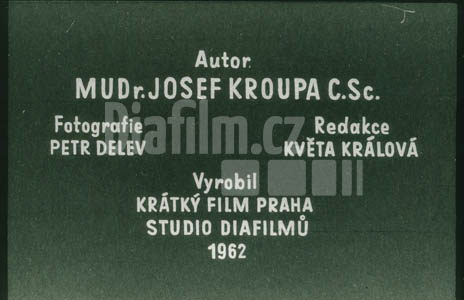 Autor
MUDr. JOSEF KROUPA C.Sc.
Diafilm.cz
Fotografie
PETR DELEV
Redakce
KVĚTA KRÁLOVÁ
Vyrobil
KRÁTKÝ FILM PRAHA
STUDIO DIAFILMŮ
1962